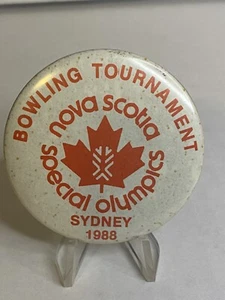 BOWLING TOURNAMENT
nova scotia
special olympics
SYDNEY
1988